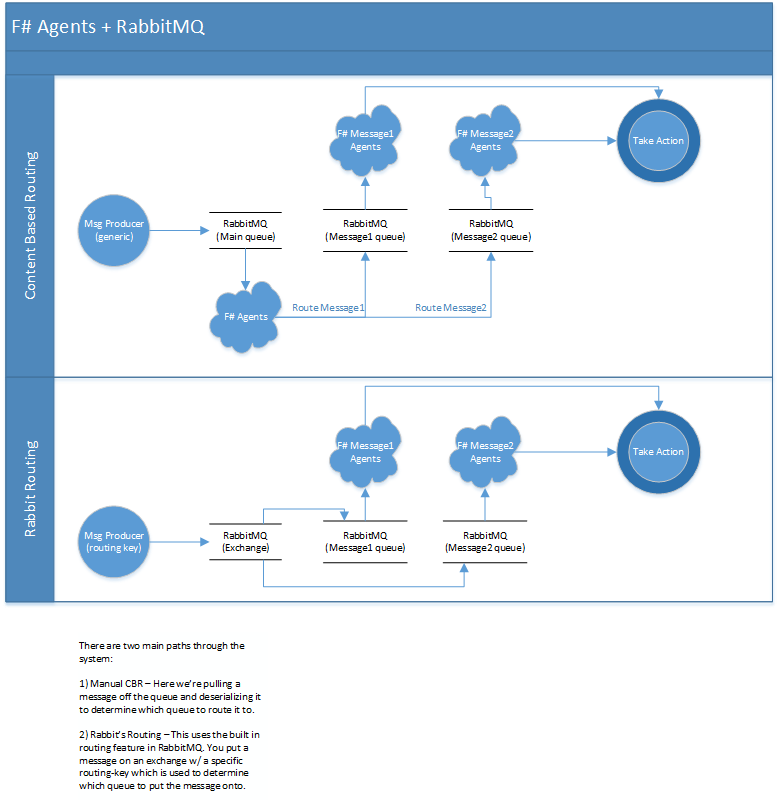 F# Agents + RabbitMQ
Content Based Routing
F# Message1
Agents
F# Message2
Agents
Take Action
Msg Producer
(generic)
RabbitMQ
(Main queue)
RabbitMQ
(Message1 queue)
RabbitMQ
(Message2 queue)
F# Agents
Route Message1
Route Message2
Rabbit Routing
F# Message1
Agents
F# Message2
Agents
Take Action
Msg Producer
(routing key)
RabbitMQ
(Exchange)
RabbitMQ
(Message1 queue)
RabbitMQ
(Message2 queue)
There are two main paths through the
system:
1) Manual CBR – Here we're pulling a
message off the queue and deserializing it
to determine which queue to route it to.
2) Rabbit's Routing – This uses the built in
routing feature in RabbitMQ. You put a
message on an exchange w/ a specific
routing-key which is used to determine
which queue to put the message onto.